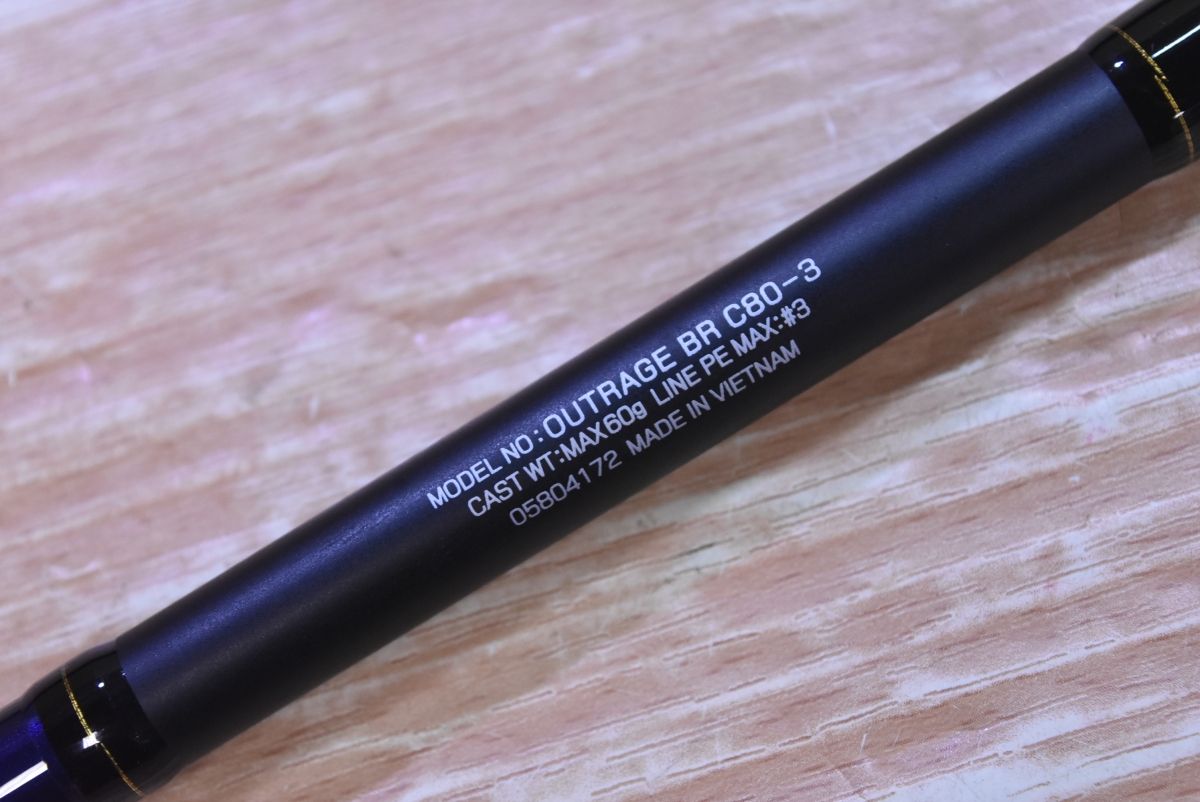 MODEL NO:OUTRAGE BR C80-3
CAST WT:MAX60g LINE PE MAX:#3
05804172 MADE IN VIETNAM